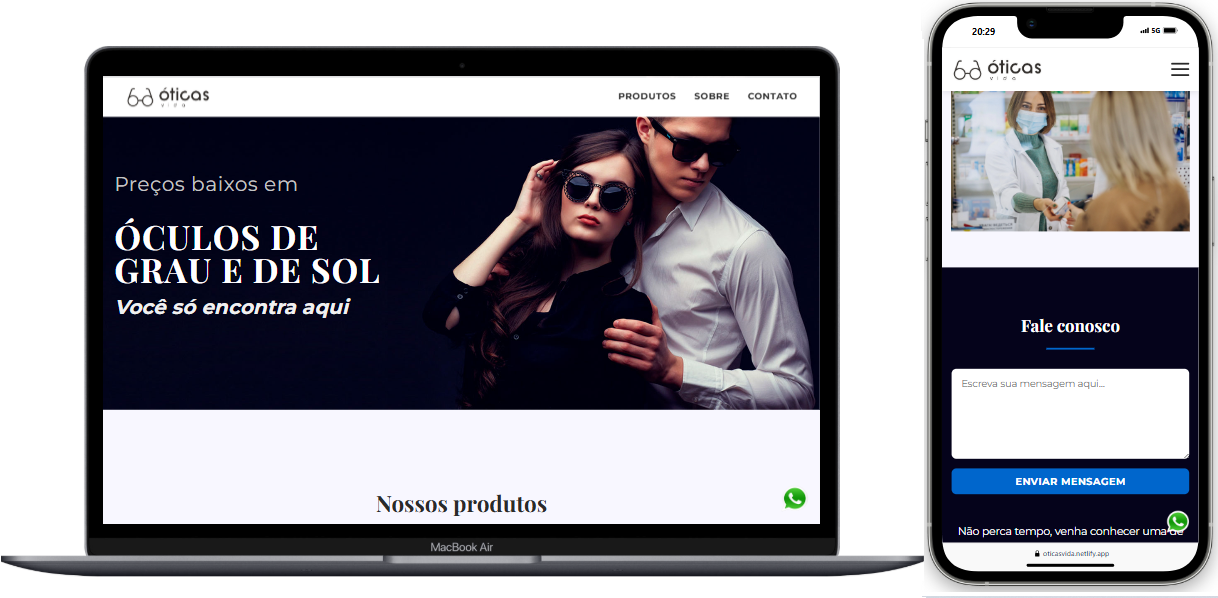 óticas
vida
PRODUTOS SOBRE CONTATO
Preços baixos em
ÓCULOS DE
GRAU E DE SOL
Você só encontra aqui
Nossos produtos
MacBook Air
20:29
5G
óticas
vida
Fale conosco
Escreva sua mensagem aqui...
ENVIAR MENSAGEM
Não perca tempo, venha conhecer uma de
oticasvida.netlify.app